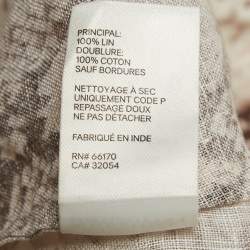 PRINCIPAL:
100% LIN
DOUBLURE:
100% COTON
SAUF BORDURES
NETTOYAGE À SEC
UNIQUEMENT CODE P
REPASSAGE DOUX
NE PAS DÉTACHER
FABRIQUÉ EN INDE
RN# 66170
CA# 32054